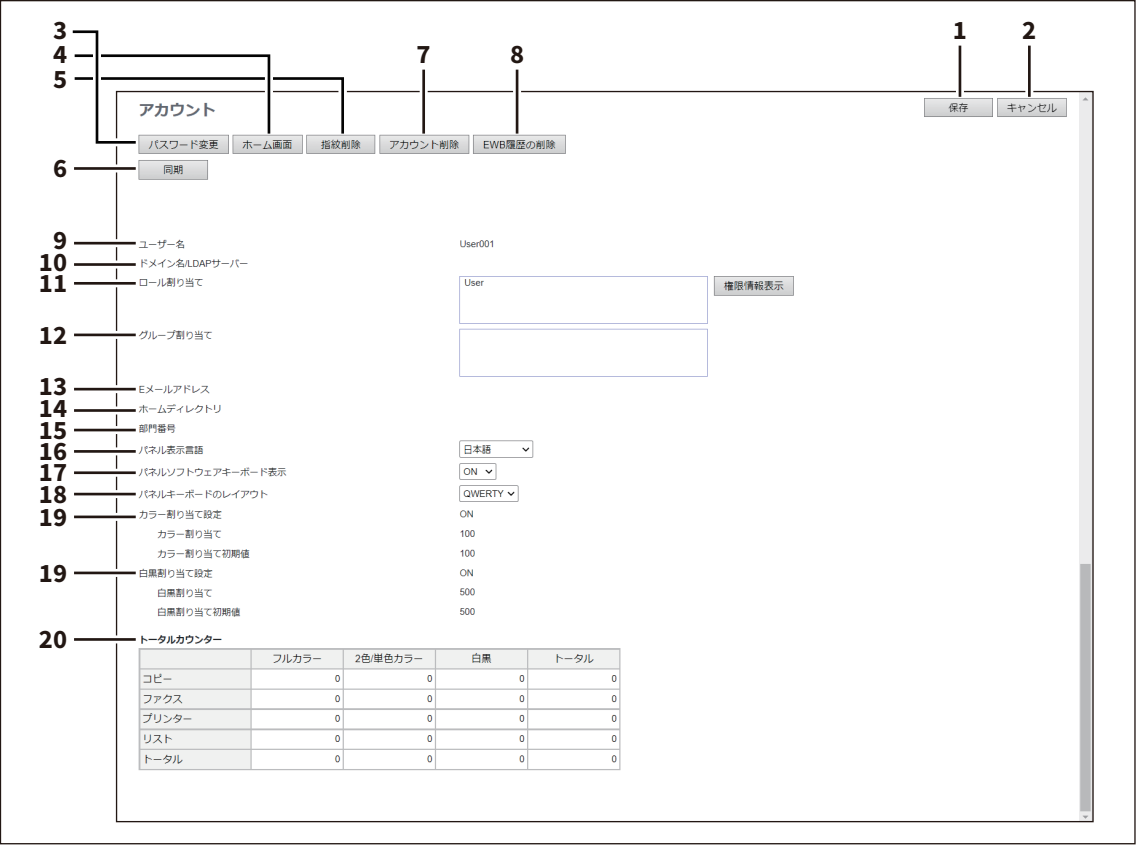 3
4
5
7
8
1
2
アカウント
保存
キャンセル
パスワード変更
ホーム画面
指紋削除
アカウント削除
EWB履歴の削除
6
同期
9
ユーザー名
User001
10
ドメイン名/LDAPサーバー
11
ロール割り当て
User
権限情報表示
12
グループ割り当て
13
Eメールアドレス
14
ホームディレクトリ
15
部門番号
16
パネル表示言語
日本語
17
パネルソフトウェアキーボード表示
ON
18
パネルキーボードのレイアウト
QWERTY
19
カラー割り当て設定
ON
カラー割り当て
100
カラー割り当て初期値
100
19
白黒割り当て設定
ON
白黒割り当て
500
白黒割り当て初期値
500
20
トータルカウンター
フルカラー 2色/単色カラー 白黒 トータル
コピー 0 0 0 0
ファクス 0 0 0 0
プリンター 0 0 0 0
リスト 0 0 0 0
トータル 0 0 0 0